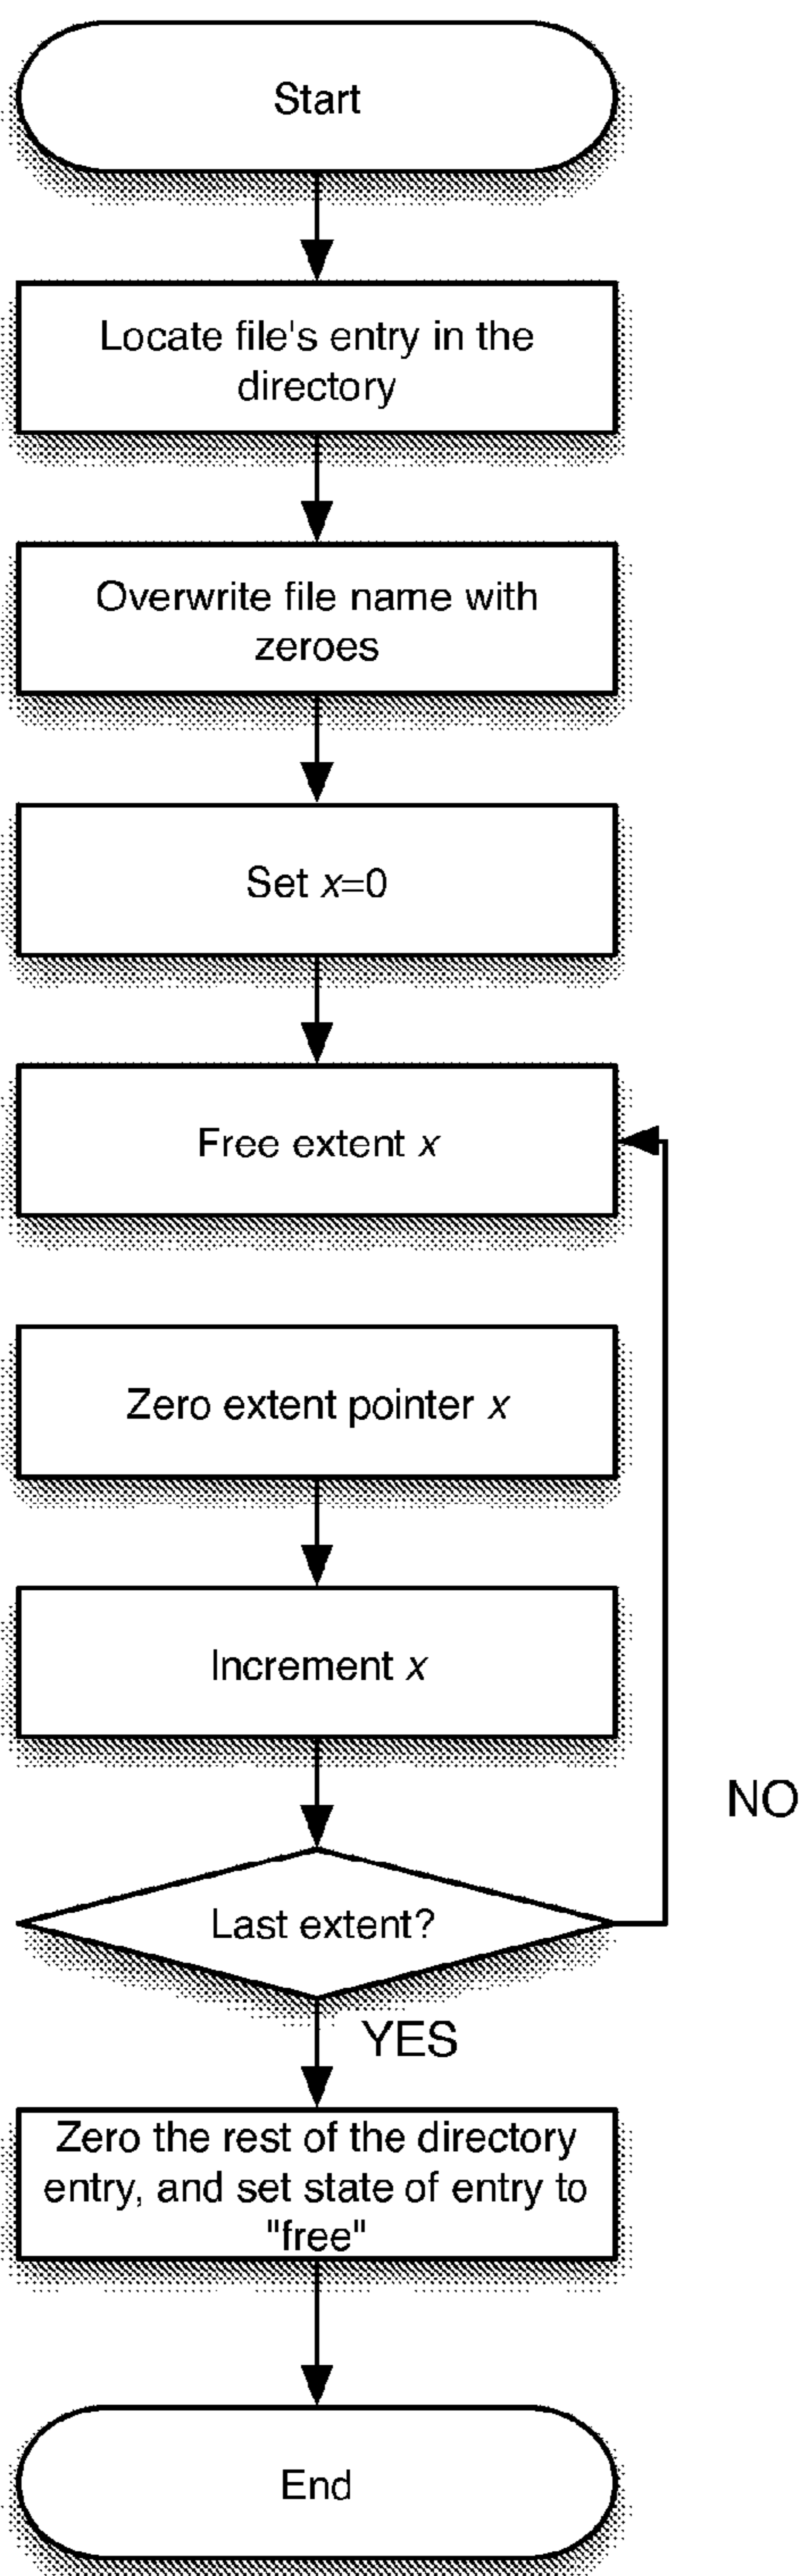 Start
Locate file's entry in the
directory
Overwrite file name with
zeroes
Set x=0
Free extent x
Zero extent pointer x
Increment x
NO
Last extent?
YES
Zero the rest of the directory
entry, and set state of entry to
"free"
End